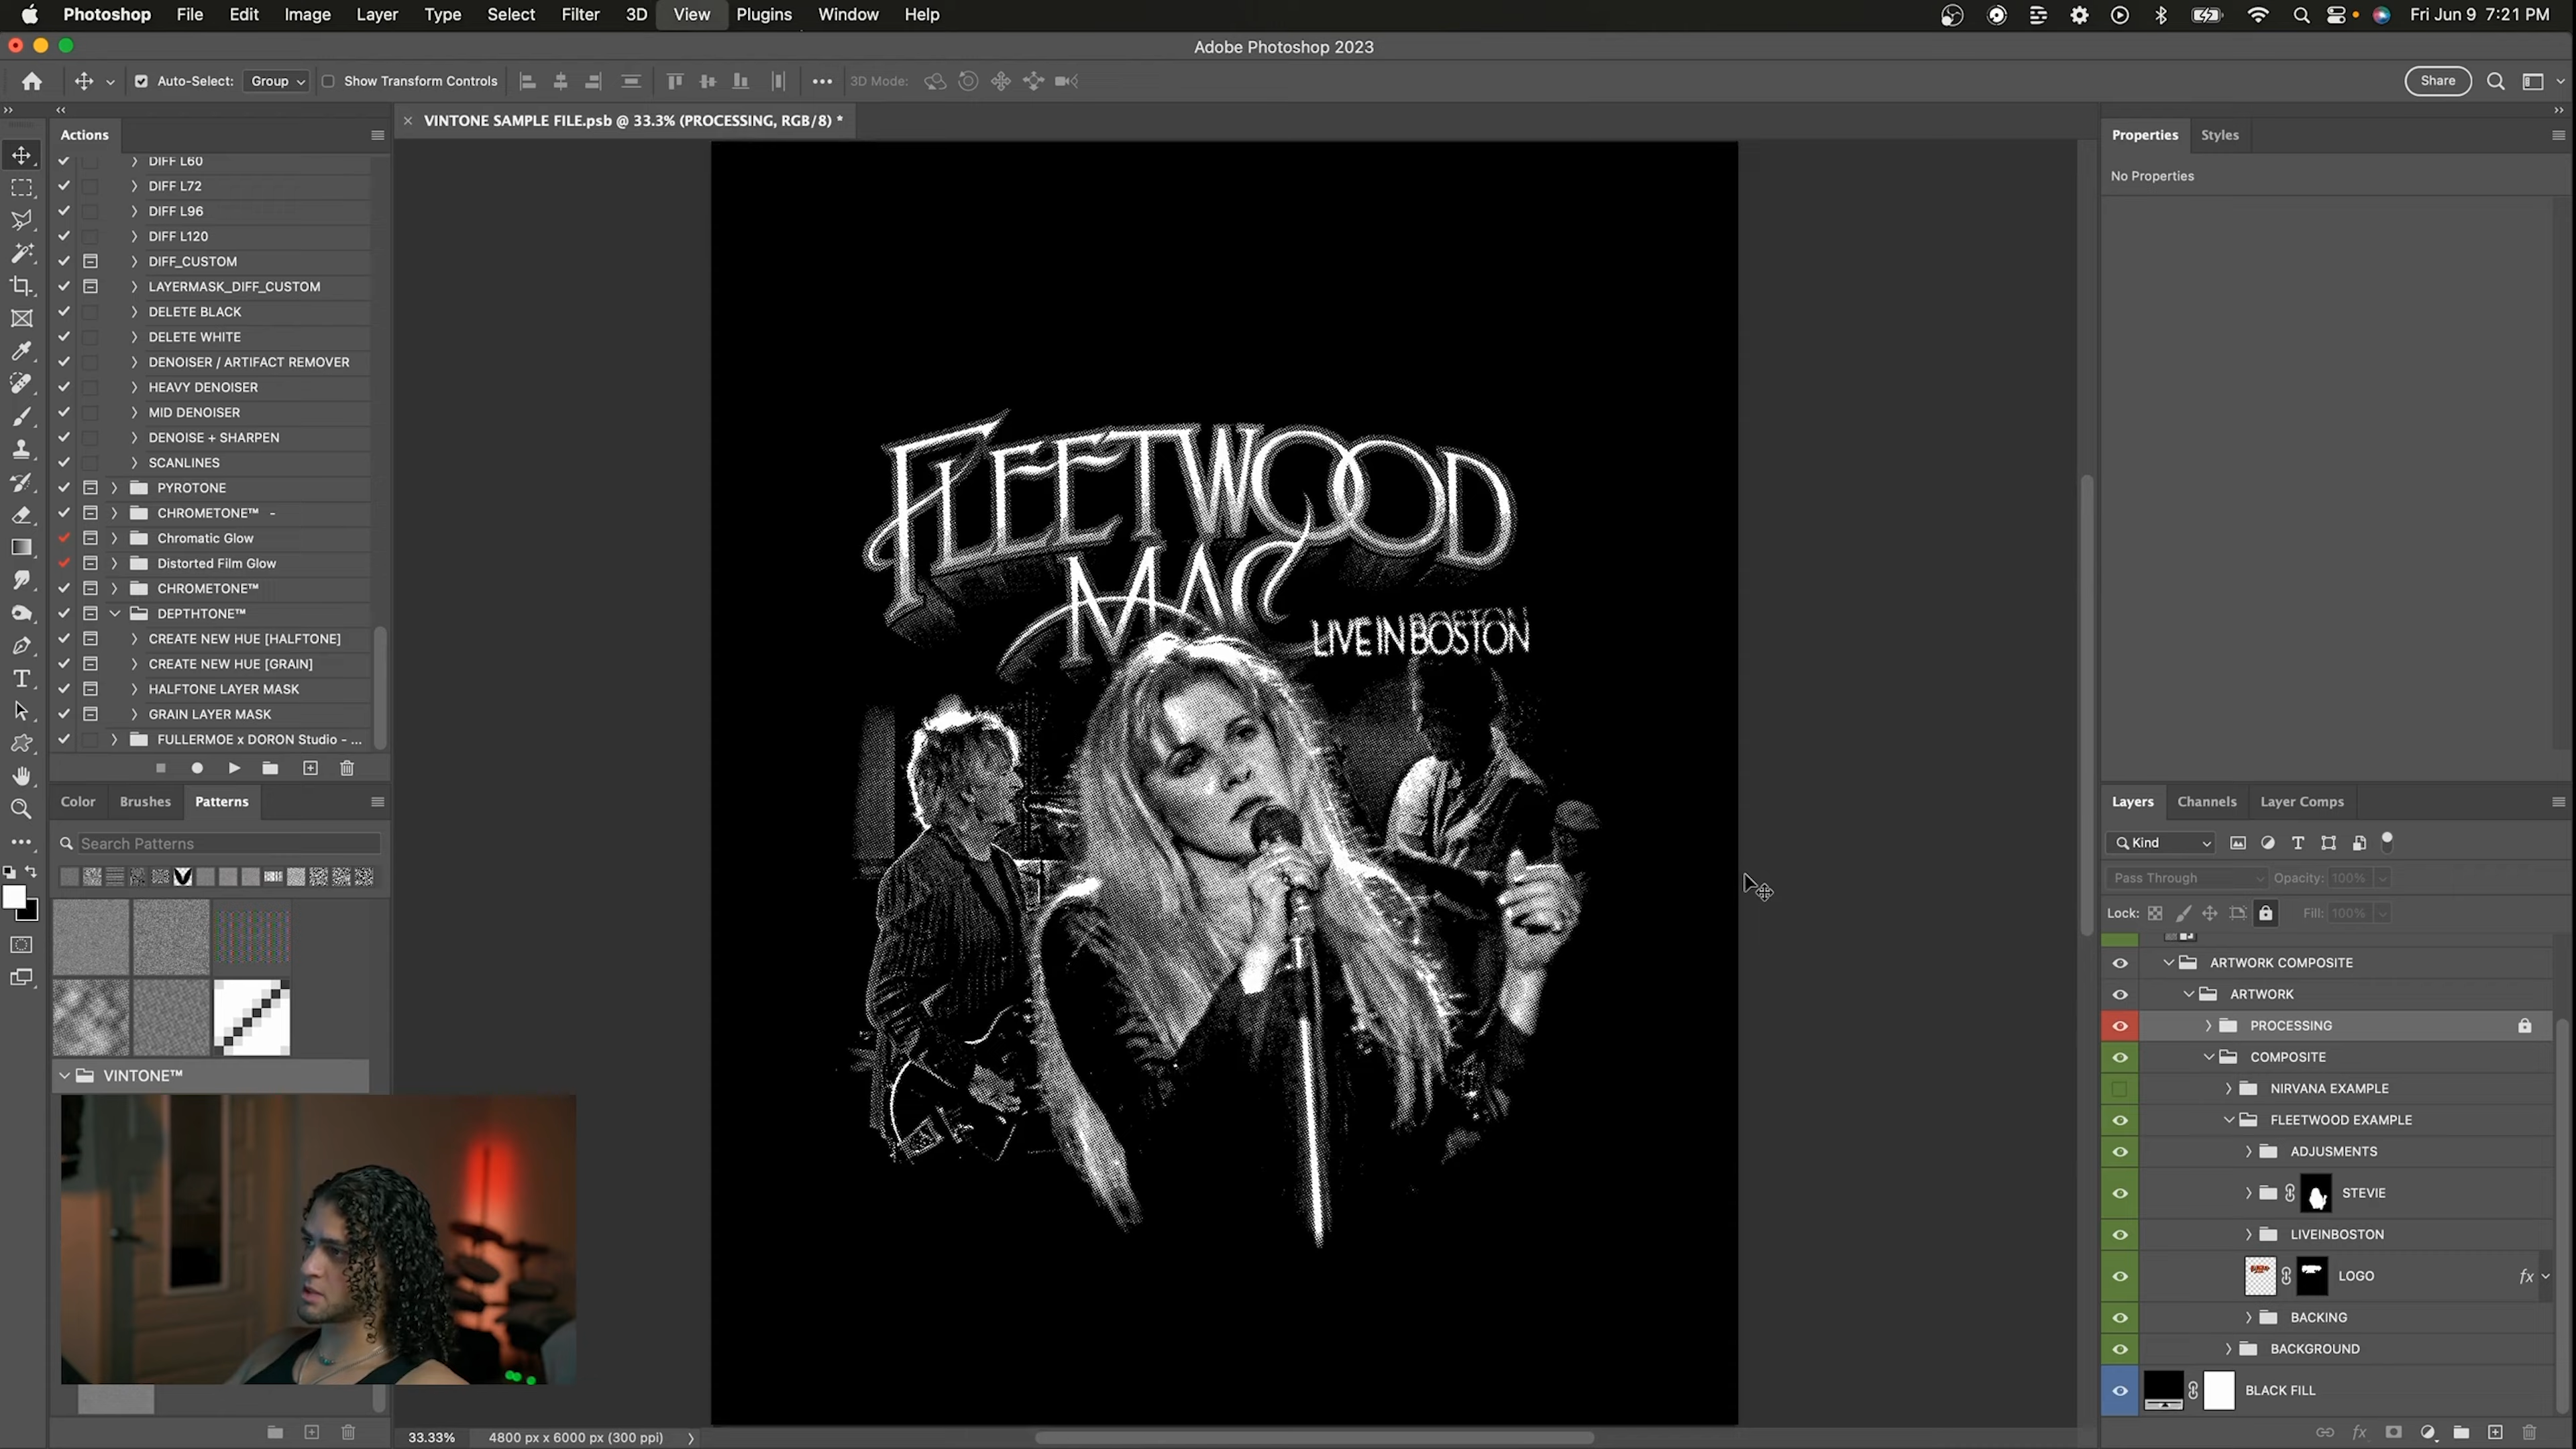 Photoshop File Edit Image Layer Type Select Filter 3D View Plugins Window Help Fri Jun 9 7:21 PM
Adobe Photoshop 2023
Auto-Select: Group Show Transform Controls 3D Mode: Share
VINTONE SAMPLE FILE.psb @ 33.3% (PROCESSING, RGB/8) *
Actions
DIFF L60
DIFF L72
DIFF L96
DIFF L120
DIFF_CUSTOM
LAYERMASK_DIFF_CUSTOM
DELETE BLACK
DELETE WHITE
DENOISER / ARTIFACT REMOVER
HEAVY DENOISER
MID DENOISER
DENOISE + SHARPEN
SCANLINES
PYROTONE
CHROMETONE™ -
Chromatic Glow
Distorted Film Glow
CHROMETONE™
DEPTHTONE™
CREATE NEW HUE [HALFTONE]
CREATE NEW HUE [GRAIN]
HALFTONE LAYER MASK
GRAIN LAYER MASK
FULLERMOE x DORON Studio - ...
Color Brushes Patterns
Search Patterns
VINTONE™
FLEETWOOD
MAC
LIVE IN BOSTON
33.33% 4800 px x 6000 px (300 ppi)
Properties Styles
No Properties
Layers Channels Layer Comps
Kind
Pass Through Opacity: 100%
Lock: Fill: 100%
ARTWORK COMPOSITE
ARTWORK
PROCESSING
COMPOSITE
NIRVANA EXAMPLE
FLEETWOOD EXAMPLE
ADJUSMENTS
STEVIE
LIVEINBOSTON
LOGO fx
BACKING
BACKGROUND
BLACK FILL
fx